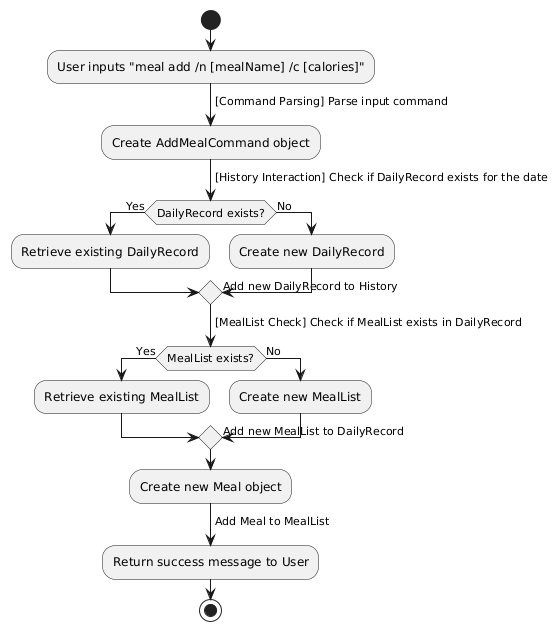 User inputs "meal add /n [mealName] /c [calories]"
[Command Parsing] Parse input command
Create AddMealCommand object
[History Interaction] Check if DailyRecord exists for the date
Yes
DailyRecord exists?
No
Retrieve existing DailyRecord
Create new DailyRecord
Add new DailyRecord to History
[MealList Check] Check if MealList exists in DailyRecord
Yes
MealList exists?
No
Retrieve existing MealList
Create new MealList
Add new MealList to DailyRecord
Create new Meal object
Add Meal to MealList
Return success message to User